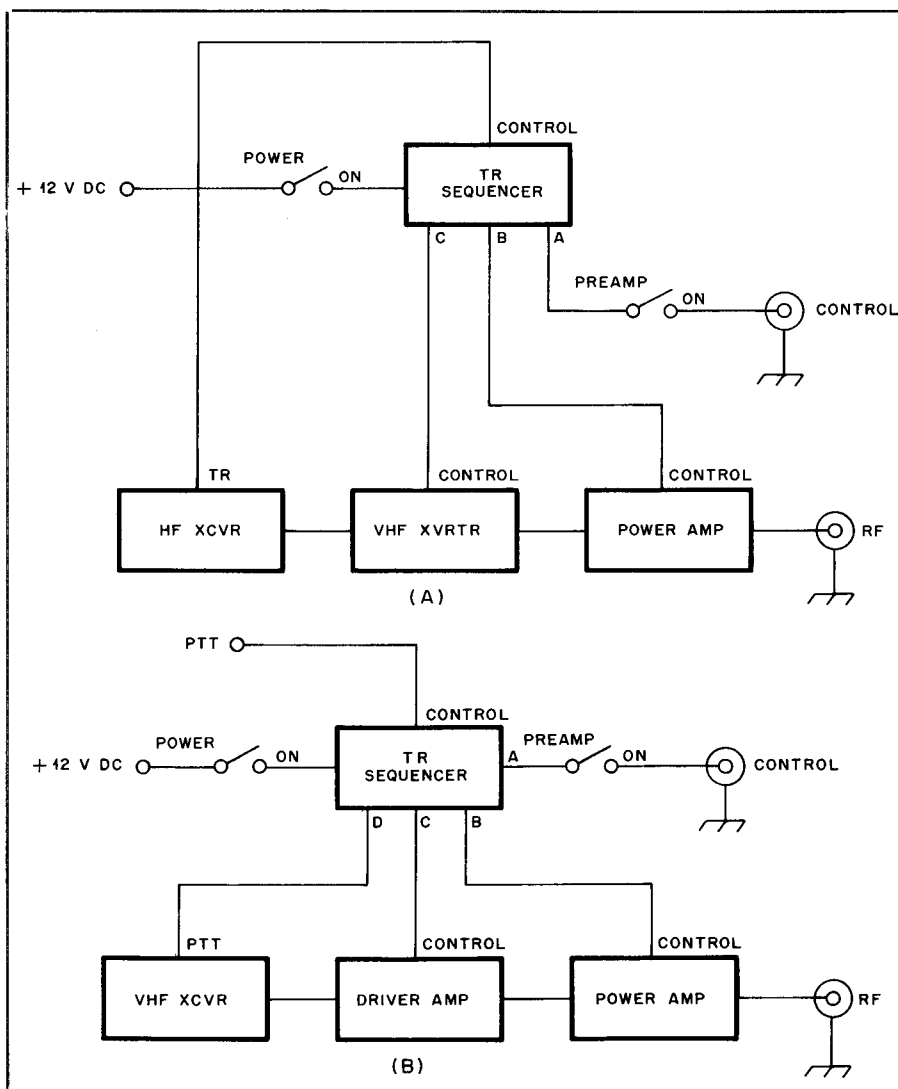 CONTROL
POWER
+ 12 V DC
ON
TR
SEQUENCER
C
B
A
PREAMP
ON
CONTROL
TR
CONTROL
CONTROL
HF XCVR
VHF XVRTR
POWER AMP
RF
(A)
PTT
CONTROL
+ 12 V DC
POWER
ON
TR
SEQUENCER
A
PREAMP
ON
CONTROL
D
C
B
PTT
CONTROL
CONTROL
VHF XCVR
DRIVER AMP
POWER AMP
RF
(B)